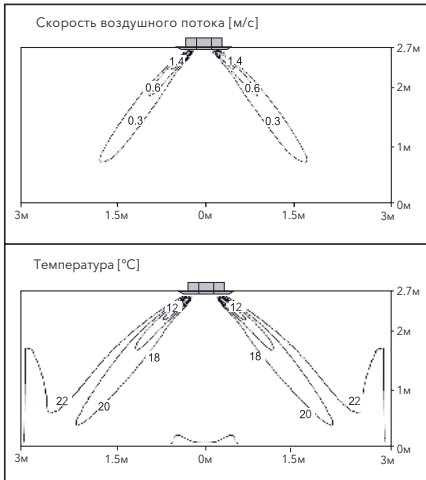 Скорость воздушного потока [м/с]
2.7м
1.4 1.4
2м
0.6 0.6
0.3 0.3
1м
0м
3м 1.5м 0м 1.5м 3м
Температура [°C]
2.7м
12 12
2м
18 18
1м
22 20 20 22
0м
3м 1.5м 0м 1.5м 3м